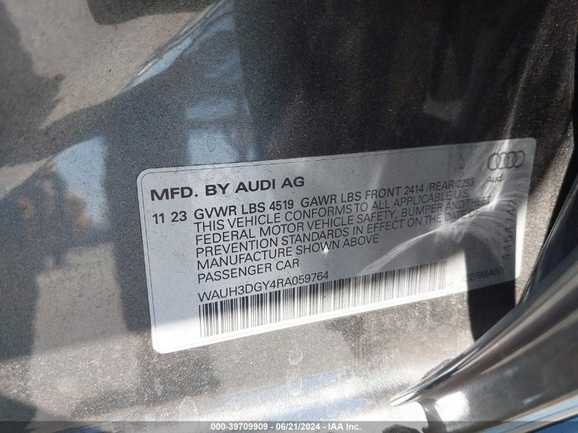 MFD. BY AUDI AG
11 23 GVWR LBS 4519 GAWR LBS FRONT 2414 /REAR
THIS VEHICLE CONFORMS TO ALL APPLICABLE
FEDERAL MOTOR VEHICLE SAFETY, BUMPER AND THEFT
PREVENTION STANDARDS IN EFFECT ON THE DATE OF
MANUFACTURE SHOWN ABOVE
PASSENGER CAR
WAUH3DGY4RA059764
Audi
000-39709909 - 06/21/2024 - IAA Inc.